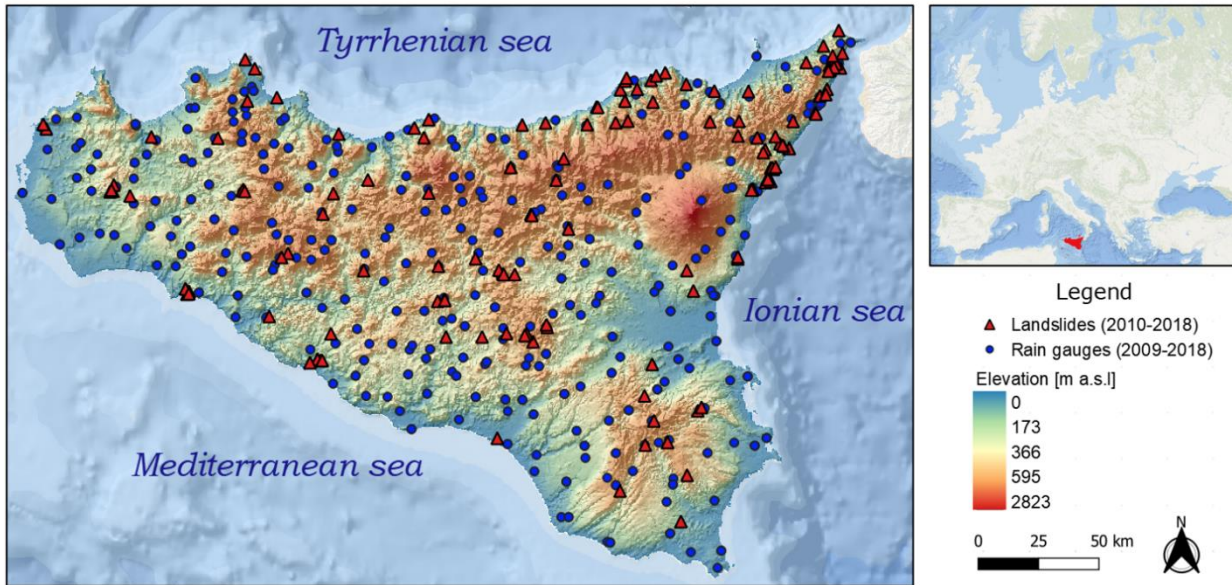 Tyrrhenian sea
Ionian sea
Mediterranean sea
Legend
Landslides (2010-2018)
Rain gauges (2009-2018)
Elevation [m a.s.l]
0
173
366
595
2823
N
0 25 50 km